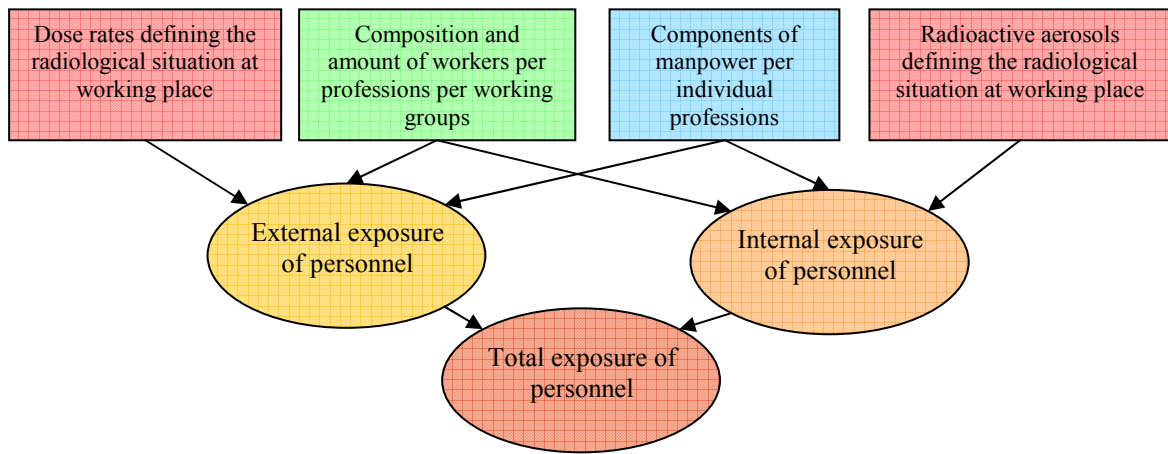 Dose rates defining the
radiological situation at
working place
Composition and
amount of workers per
professions per working
groups
Components of
manpower per
individual
professions
Radioactive aerosols
defining the radiological
situation at working place
External exposure
of personnel
Internal exposure
of personnel
Total exposure of
personnel